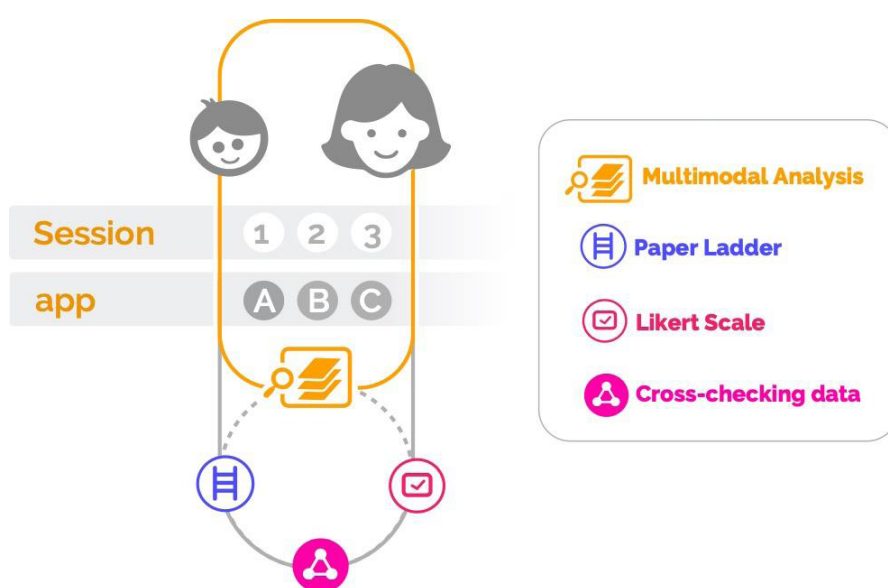 Session 1 2 3
app A B C
Multimodal Analysis
Paper Ladder
Likert Scale
Cross-checking data